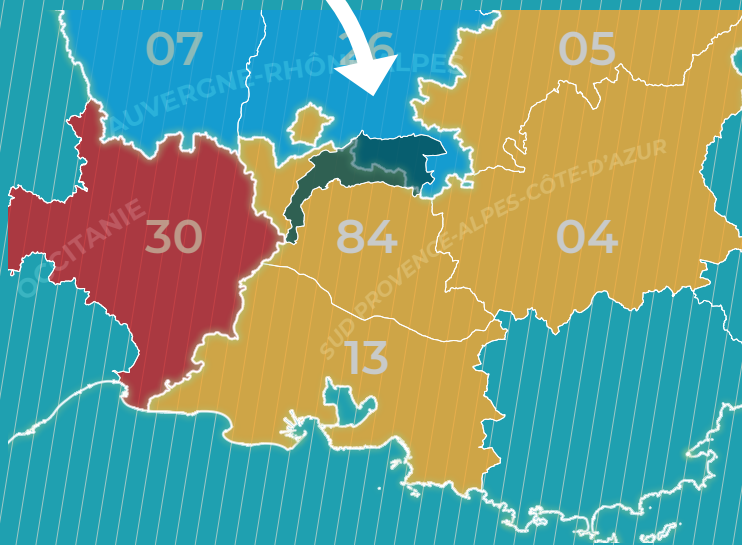 07
26
05
AUVERGNE-RHÔNE-ALPES
30
84
04
OCCITANIE
SUD PROVENCE-ALPES-CÔTE-D'AZUR
13